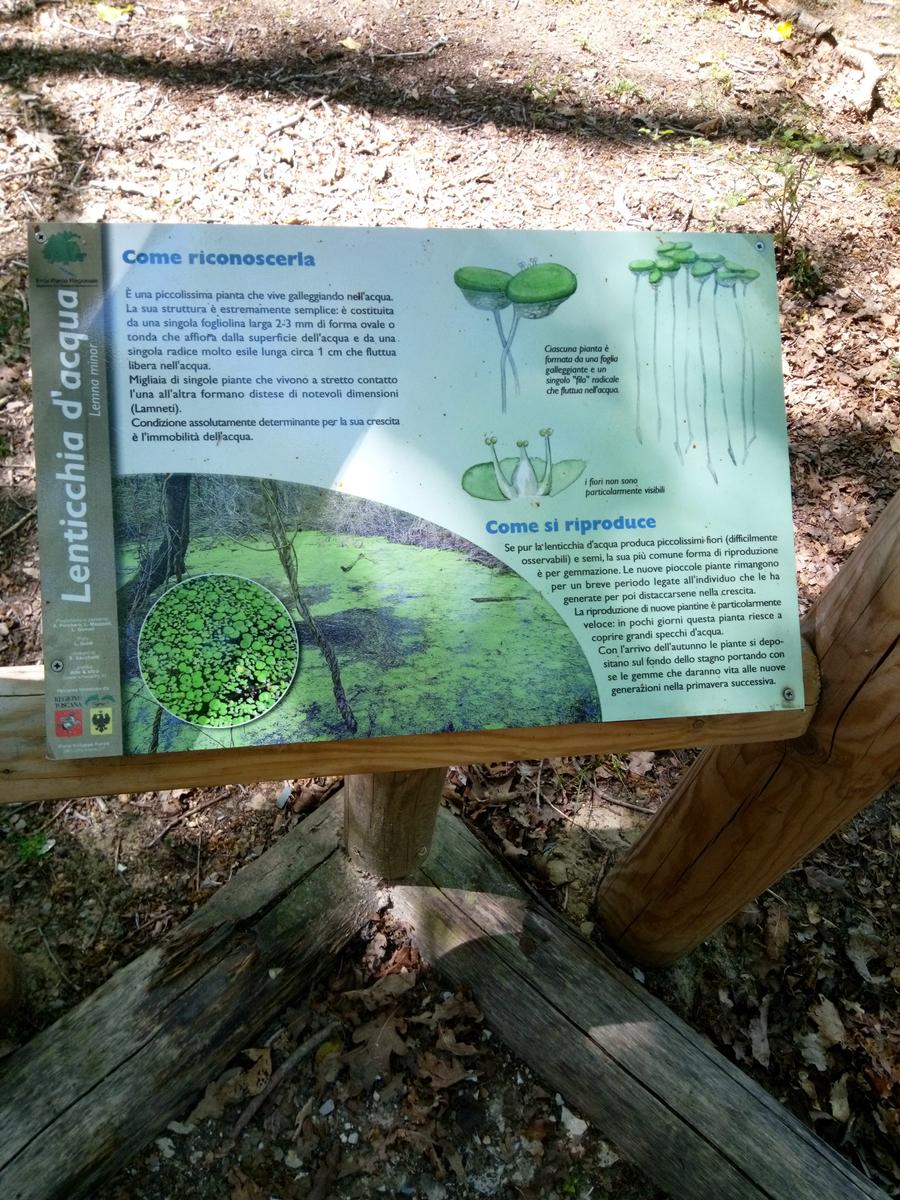 Ente Parco Regionale
Lenticchia d'acqua
Lemna minor
REGIONE
TOSCANA
Come riconoscerla
È una piccolissima pianta che vive galleggiando nell'acqua.
La sua struttura è estremamente semplice: è costituita
da una singola fogliolina larga 2-3 mm di forma ovale o
tonda che affiora dalla superficie dell'acqua e da una
singola radice molto esile lunga circa 1 cm che fluttua
libera nell'acqua.
Migliaia di singole piante che vivono a stretto contatto
l'una all'altra formano distese di notevoli dimensioni
(Lamneti).
Condizione assolutamente determinante per la sua crescita
è l'immobilità dell'acqua.
Ciascuna pianta è
formata da una foglia
galleggiante e un
singolo "filo" radicale
che fluttua nell'acqua.
i fiori non sono
particolarmente visibili
Come si riproduce
Se pur la lenticchia d'acqua produca piccolissimi fiori (difficilmente
osservabili) e semi, la sua più comune forma di riproduzione
è per gemmazione. Le nuove pioccole piante rimangono
per un breve periodo legate all'individuo che le ha
generate per poi distaccarsene nella crescita.
La riproduzione di nuove piantine è particolarmente
veloce: in pochi giorni questa pianta riesce a
coprire grandi specchi d'acqua.
Con l'arrivo dell'autunno le piante si depo-
sitano sul fondo dello stagno portando con
se le gemme che daranno vita alle nuove
generazioni nella primavera successiva.